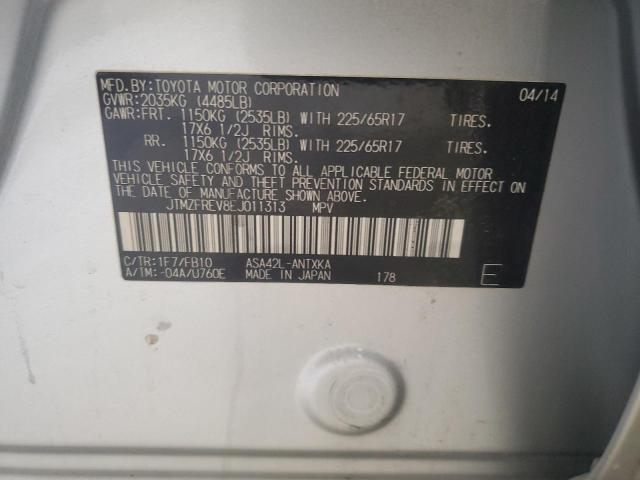 MFD.BY:TOYOTA MOTOR CORPORATION 04/14
GVWR:2035KG (4485LB)
GAWR:FRT. 1150KG (2535LB) WITH 225/65R17 TIRES.
17X6 1/2J RIMS.
RR. 1150KG (2535LB) WITH 225/65R17 TIRES.
17X6 1/2J RIMS.
THIS VEHICLE CONFORMS TO ALL APPLICABLE FEDERAL MOTOR
VEHICLE SAFETY AND THEFT PREVENTION STANDARDS IN EFFECT ON
THE DATE OF MANUFACTURE SHOWN ABOVE.
JTMZFREV8EJ011313 MPV
C/TR:1F7/FB10 ASA42L-ANTXKA
A/TM:-04A/U760E MADE IN JAPAN 178 E